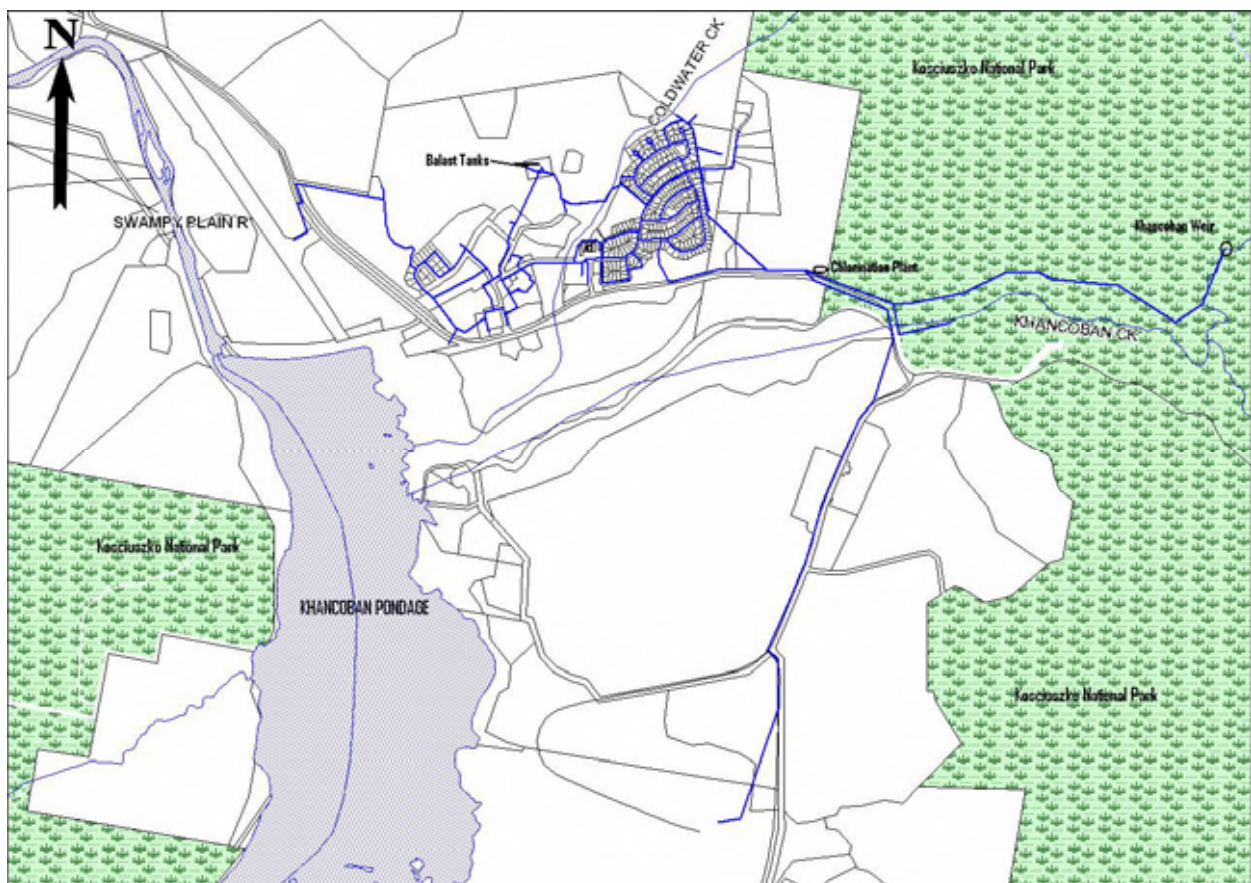 N
COLDWATER CK
Kosciuszko National Park
Balast Tanks
SWAMPY PLAIN R
Khancoban Weir
Chlorination Plant
KHANCOBAN CK
Kosciuszko National Park
KHANCOBAN PONDAGE
Kosciuszko National Park